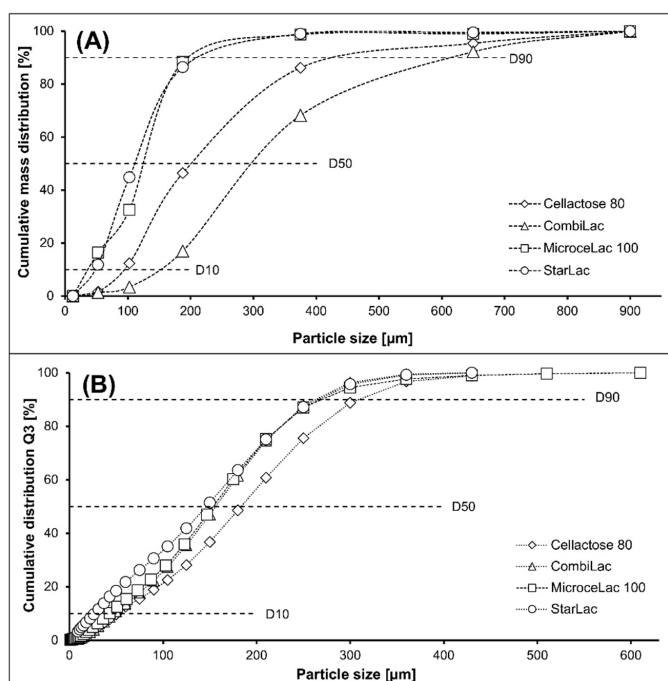 (A)
Cumulative mass distribution [%]
100
80
60
40
20
0
D90
D50
D10
Cellactose 80
CombiLac
MicroceLac 100
StarLac
0 100 200 300 400 500 600 700 800 900 1000
Particle size [µm]
(B)
Cumulative distribution Q3 [%]
100
80
60
40
20
0
D90
D50
D10
Cellactose 80
CombiLac
MicroceLac 100
StarLac
0 100 200 300 400 500 600
Particle size [µm]